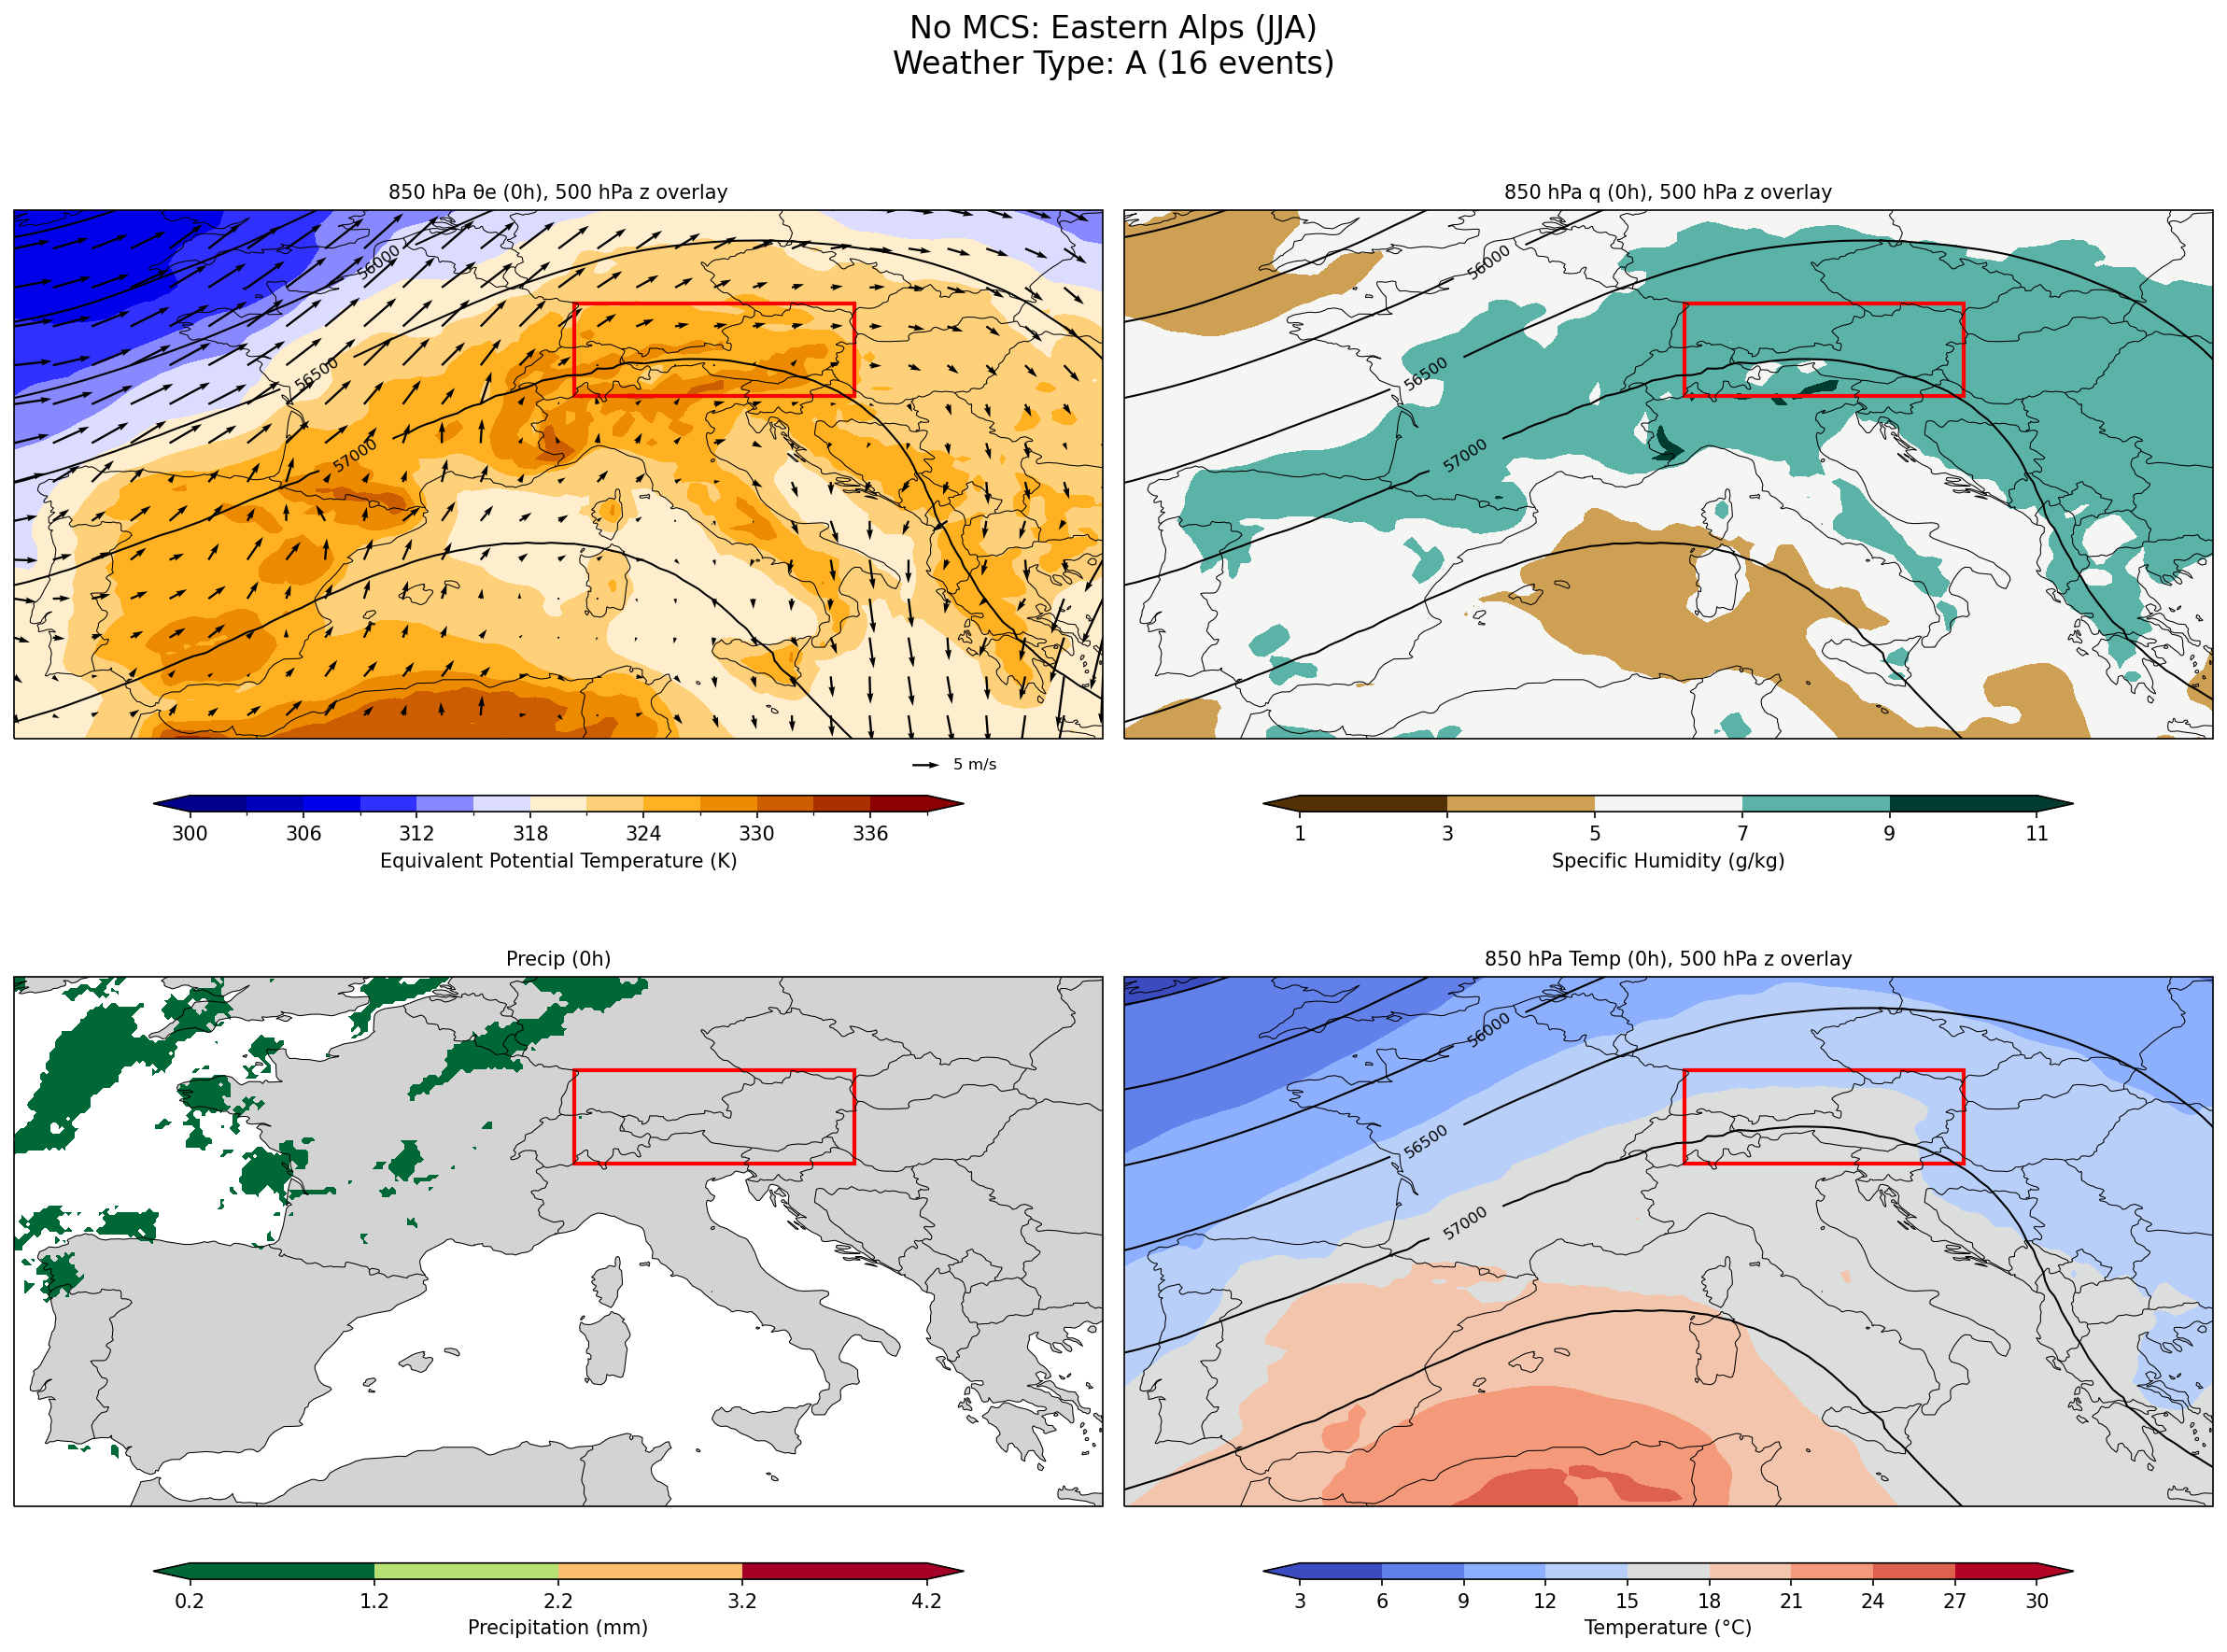 No MCS: Eastern Alps (JJA)
Weather Type: A (16 events)
850 hPa θe (0h), 500 hPa z overlay
56000
56500
57000
5 m/s
300 306 312 318 324 330 336
Equivalent Potential Temperature (K)
850 hPa q (0h), 500 hPa z overlay
56000
56500
57000
1 3 5 7 9 11
Specific Humidity (g/kg)
Precip (0h)
0.2 1.2 2.2 3.2 4.2
Precipitation (mm)
850 hPa Temp (0h), 500 hPa z overlay
56000
56500
57000
3 6 9 12 15 18 21 24 27 30
Temperature (°C)